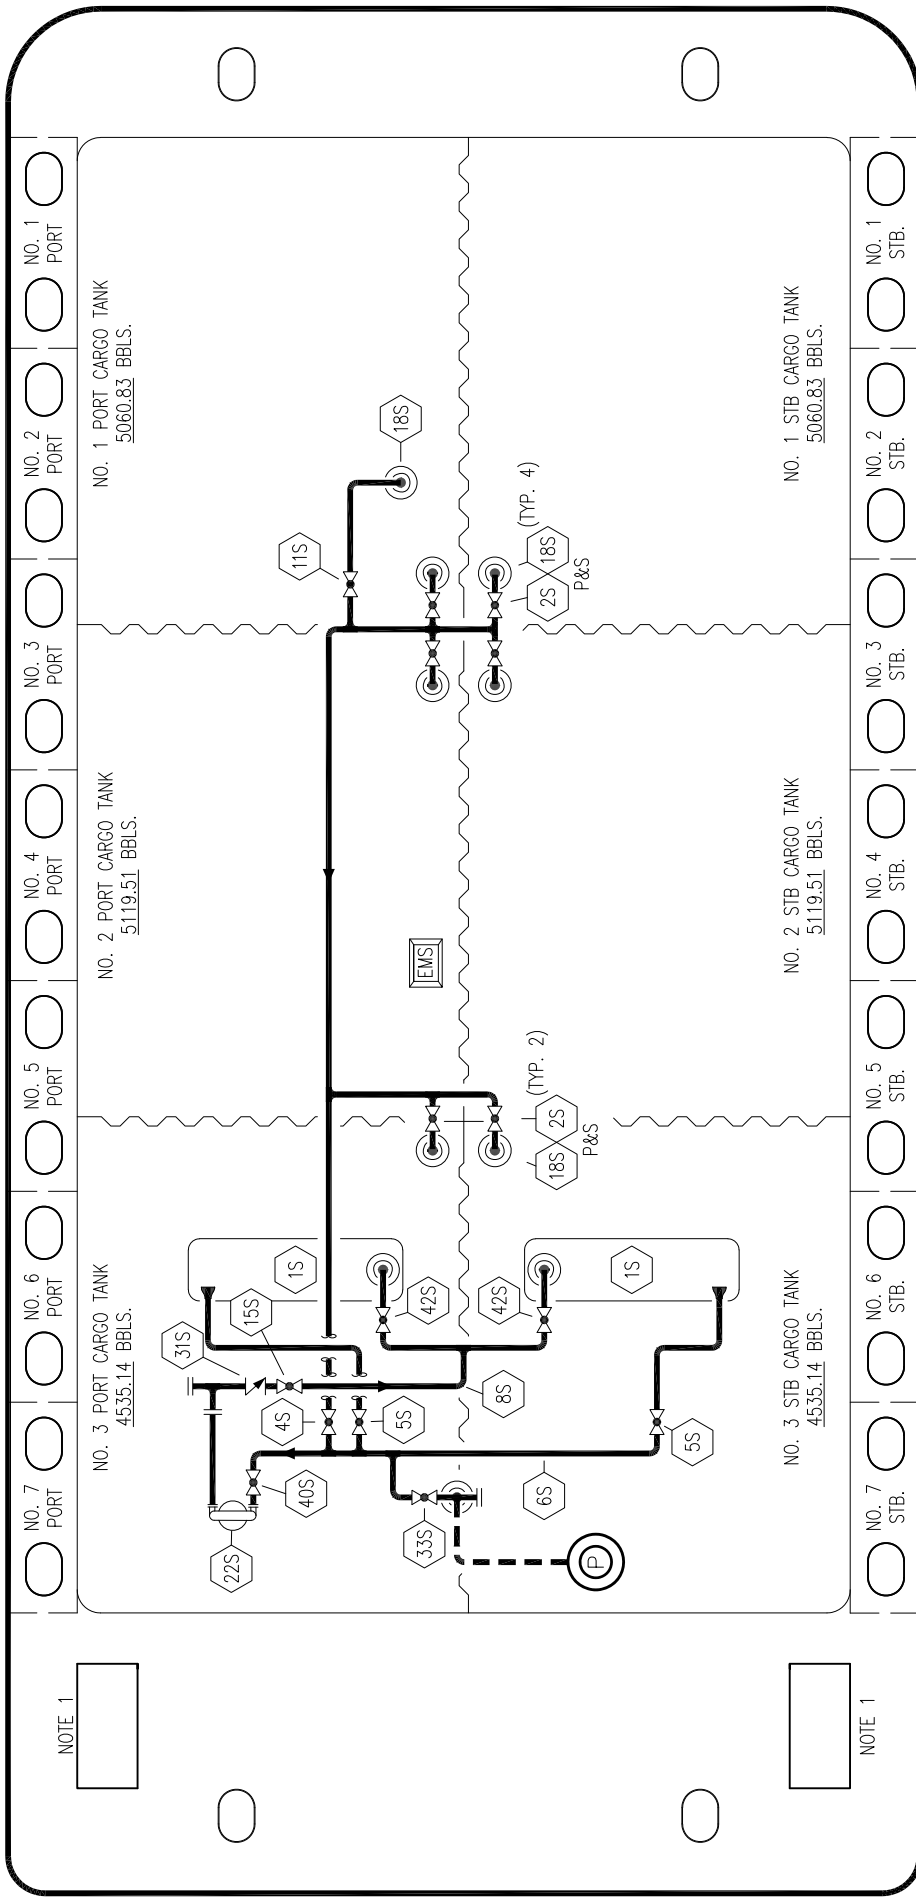 NO. 1
PORT
NO. 2
PORT
NO. 3
PORT
NO. 4
PORT
NO. 5
PORT
NO. 6
PORT
NO. 7
PORT
NOTE 1
NO. 1 PORT CARGO TANK
5060.83 BBLS.
NO. 2 PORT CARGO TANK
5119.51 BBLS.
NO. 3 PORT CARGO TANK
4535.14 BBLS.
18S
11S
(TYP. 4)
18S
2S
P&S
EMS
(TYP. 2)
2S
18S
P&S
1S
1S
15S
31S
42S
42S
8S
4S
5S
5S
6S
40S
22S
33S
P
NO. 1 STB CARGO TANK
5060.83 BBLS.
NO. 2 STB CARGO TANK
5119.51 BBLS.
NO. 3 STB CARGO TANK
4535.14 BBLS.
NO. 1
STB.
NO. 2
STB.
NO. 3
STB.
NO. 4
STB.
NO. 5
STB.
NO. 6
STB.
NO. 7
STB.
NOTE 1